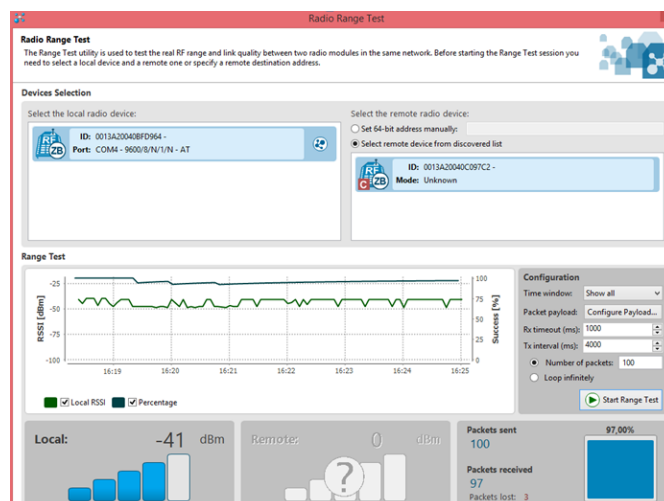 Radio Range Test
Radio Range Test
The Range Test utility is used to test the real RF range and link quality between two radio modules in the same network. Before starting the Range Test session you
need to select a local device and a remote one or specify a remote destination address.
Devices Selection
Select the local radio device:
RF
ZB
ID: 0013A20040BFD964 -
Port: COM4 - 9600/8/N/1/N - AT
Select the remote radio device:
Set 64-bit address manually:
Select remote device from discovered list
RF
C ZB
ID: 0013A20040C097C2 -
Mode: Unknown
Range Test
RSSI [dBm]
-25
-50
-75
-100
16:19 16:20 16:21 16:22 16:23 16:24 16:25
100
75
50
25
0
Success [%]
Local RSSI Percentage
Configuration
Time window: Show all
Packet payload: Configure Payload...
Rx timeout (ms): 1000
Tx interval (ms): 4000
Number of packets: 100
Loop infinitely
Start Range Test
Local: -41 dBm
Remote: 0 dBm
?
Packets sent
100
Packets received
97
Packets lost: 3
97,00%